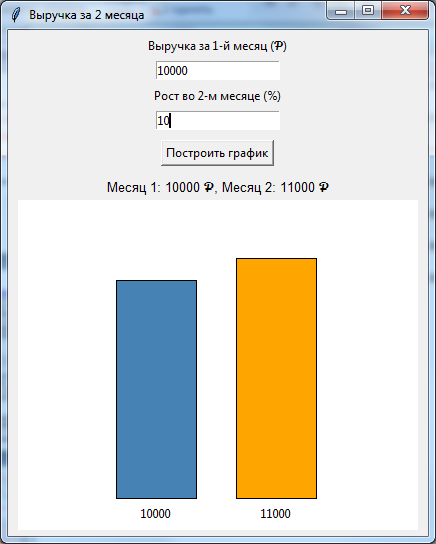 Выручка за 2 месяца
Выручка за 1-й месяц (₽)
10000
Рост во 2-м месяце (%)
10
Построить график
Месяц 1: 10000 ₽, Месяц 2: 11000 ₽
10000 11000